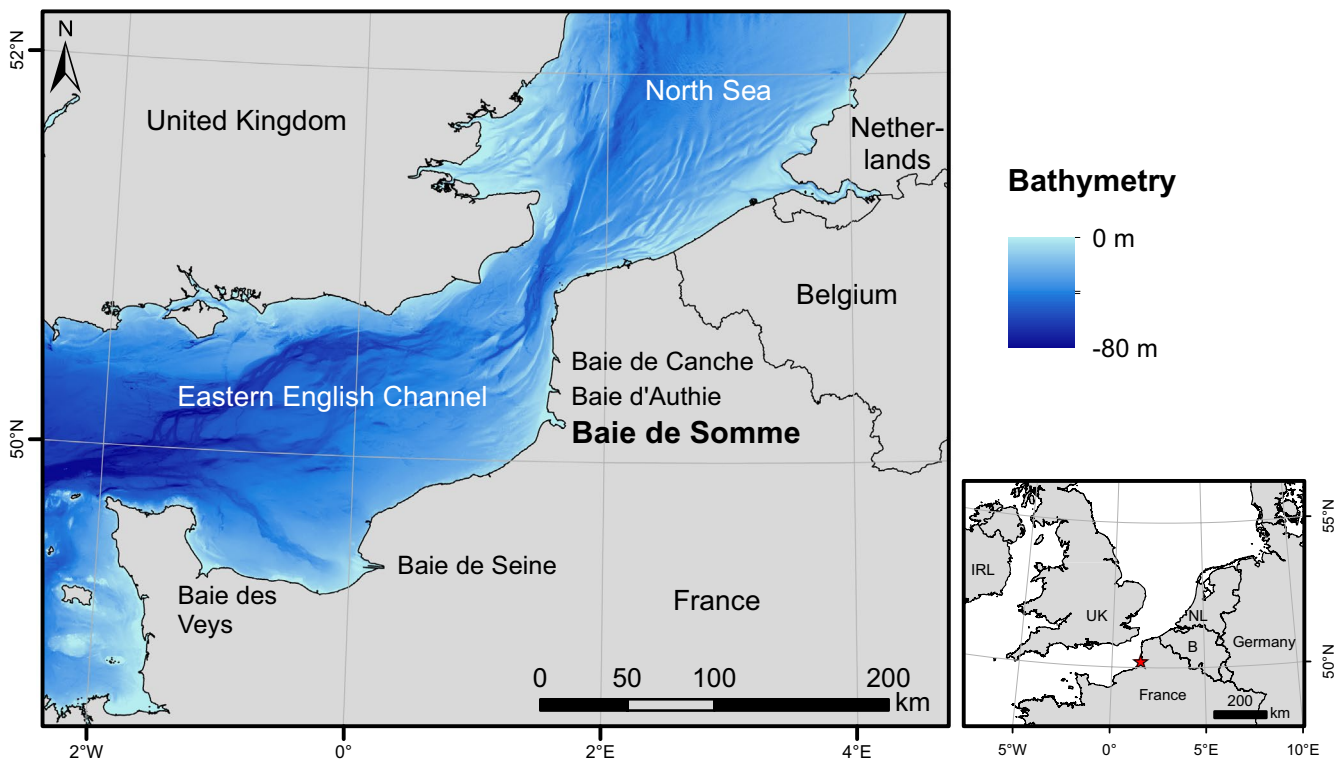 N
52°N
50°N
United Kingdom
North Sea
Nether-
lands
Belgium
Baie de Canche
Baie d'Authie
Baie de Somme
Eastern English Channel
Baie de Seine
Baie des
Veys
France
0 50 100 200
km
2°W 0° 2°E 4°E
Bathymetry
0 m
-80 m
IRL
UK
NL
B
Germany
France
200
km
55°N
50°N
5°W 0° 5°E 10°E